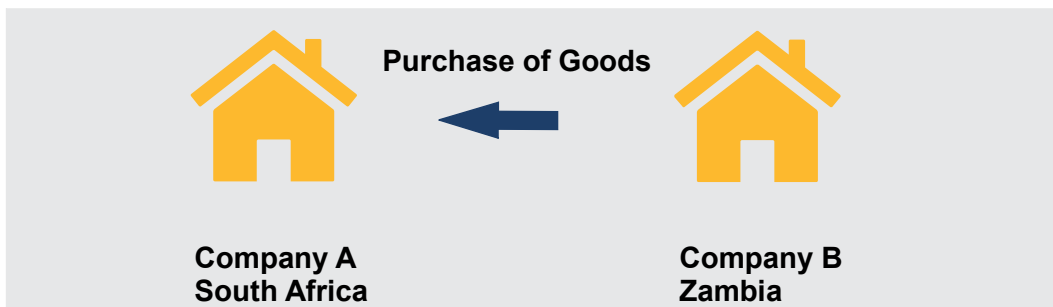 Purchase of Goods
Company A
South Africa
Company B
Zambia